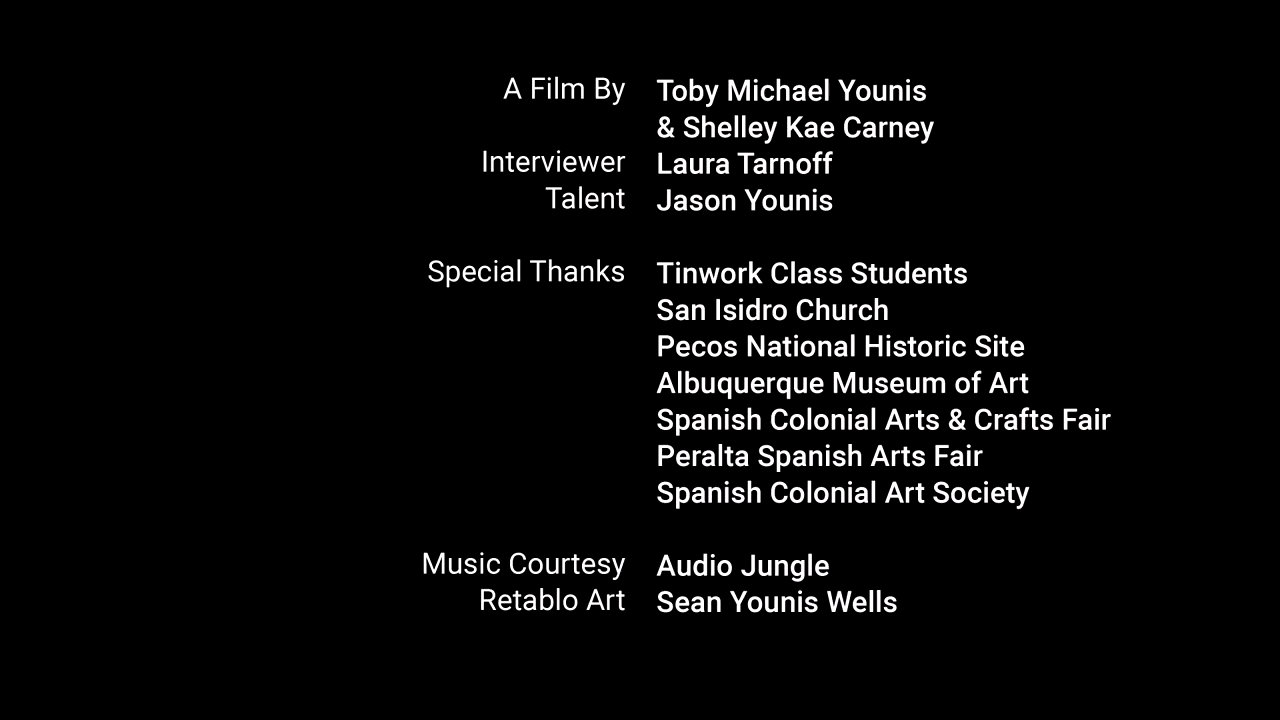 A Film By Toby Michael Younis
& Shelley Kae Carney
Interviewer Laura Tarnoff
Talent Jason Younis
Special Thanks Tinwork Class Students
San Isidro Church
Pecos National Historic Site
Albuquerque Museum of Art
Spanish Colonial Arts & Crafts Fair
Peralta Spanish Arts Fair
Spanish Colonial Art Society
Music Courtesy Audio Jungle
Retablo Art Sean Younis Wells